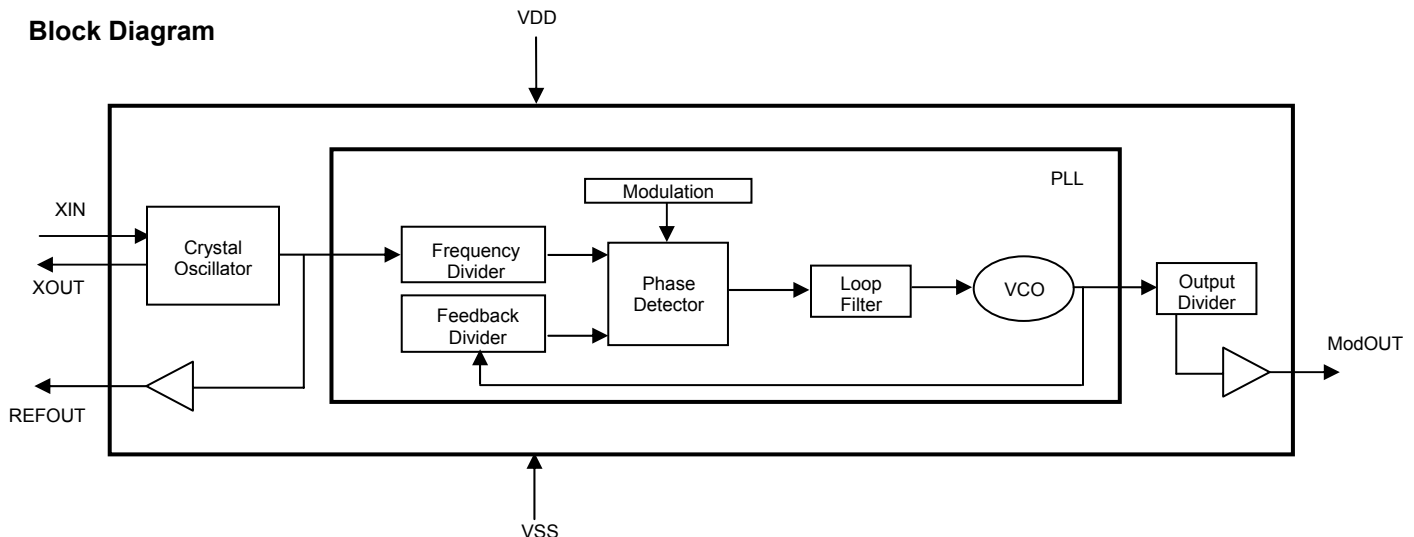 Block Diagram
VDD
PLL
Modulation
XIN
Crystal
Oscillator
Frequency
Divider
XOUT
Phase
Detector
Loop
Filter
VCO
Output
Divider
Feedback
Divider
ModOUT
REFOUT
VSS